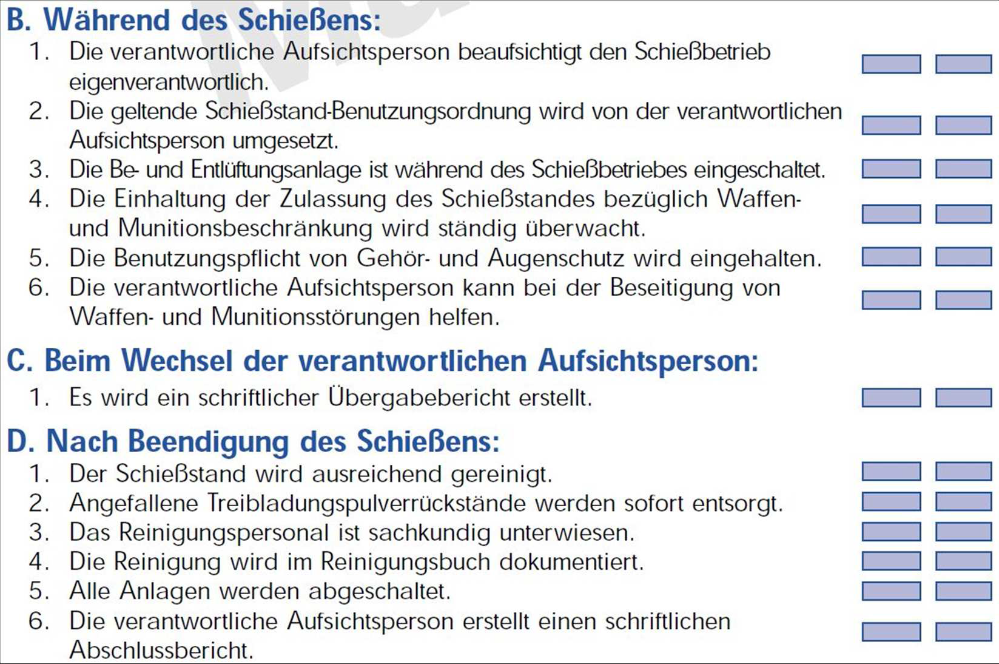 B. Während des Schießens:
1. Die verantwortliche Aufsichtsperson beaufsichtigt den Schießbetrieb
eigenverantwortlich.
2. Die geltende Schießstand-Benutzungsordnung wird von der verantwortlichen
Aufsichtsperson umgesetzt.
3. Die Be- und Entlüftungsanlage ist während des Schießbetriebes eingeschaltet.
4. Die Einhaltung der Zulassung des Schießstandes bezüglich Waffen-
und Munitionsbeschränkung wird ständig überwacht.
5. Die Benutzungspflicht von Gehör- und Augenschutz wird eingehalten.
6. Die verantwortliche Aufsichtsperson kann bei der Beseitigung von
Waffen- und Munitionsstörungen helfen.
C. Beim Wechsel der verantwortlichen Aufsichtsperson:
1. Es wird ein schriftlicher Übergabebericht erstellt.
D. Nach Beendigung des Schießens:
1. Der Schießstand wird ausreichend gereinigt.
2. Angefallene Treibladungspulverrückstände werden sofort entsorgt.
3. Das Reinigungspersonal ist sachkundig unterwiesen.
4. Die Reinigung wird im Reinigungsbuch dokumentiert.
5. Alle Anlagen werden abgeschaltet.
6. Die verantwortliche Aufsichtsperson erstellt einen schriftlichen
Abschlussbericht.